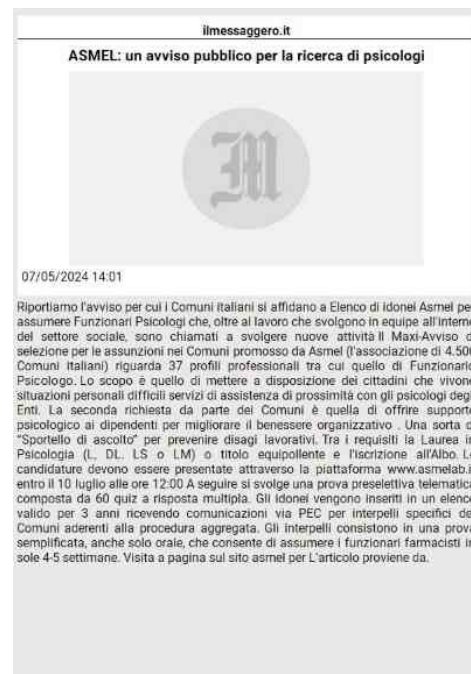 ilmessaggero.it
ASMEL: un avviso pubblico per la ricerca di psicologi
M
07/05/2024 14:01
Riportiamo l'avviso per cui i Comuni italiani si affidano a Elenco di idonei Asmel pe
assumere Funzionari Psicologi che, oltre al lavoro che svolgono in equipe all'intern
del settore sociale, sono chiamati a svolgere nuove attività Il Maxi-Avviso d
selezione per le assunzioni nei Comuni promosso da Asmel (l'associazione di 4.500
Comuni italiani) riguarda 37 profili professionali tra cui quello di Funzionario
Psicologo. Lo scopo è quello di mettere a disposizione dei cittadini che vivono
situazioni personali difficili servizi di assistenza di prossimità con gli psicologi degl
Enti. La seconda richiesta da parte dei Comuni è quella di offrire support
psicologico ai dipendenti per migliorare il benessere organizzativo . Una sorta d
"Sportello di ascolto" per prevenire disagi lavorativi. Tra i requisiti la Laurea in
Psicologia (L, DL. LS o LM) o titolo equipollente e l'iscrizione all'Albo. L
candidature devono essere presentate attraverso la piattaforma www.asmelab.i
entro il 10 luglio alle ore 12:00 A seguire si svolge una prova preselettiva telematica
composta da 60 quiz a risposta multipla. Gli idonei vengono inseriti in un elenco
valido per 3 anni ricevendo comunicazioni via PEC per interpelli specifici de
Comuni aderenti alla procedura aggregata. Gli interpelli consistono in una prova
semplificata, anche solo orale, che consente di assumere i funzionari farmacisti in
sole 4-5 settimane. Visita a pagina sul sito asmel per L'articolo proviene da.